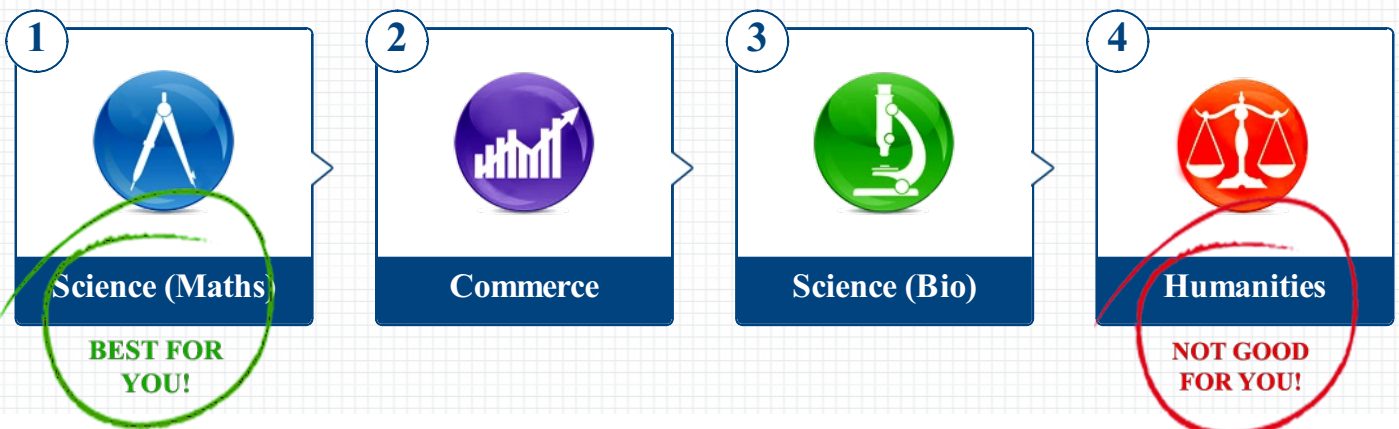 1
2
3
4
Science (Maths)
Commerce
Science (Bio)
Humanities
BEST FOR
YOU!
NOT GOOD
FOR YOU!